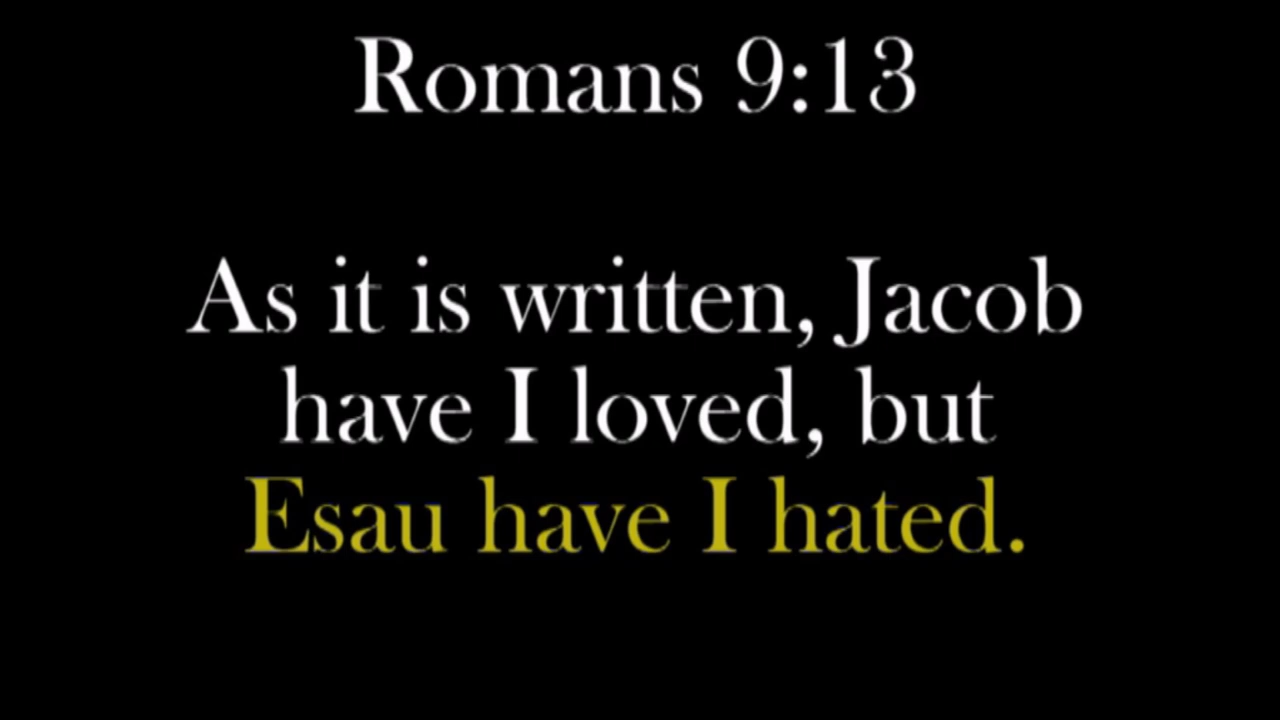 Romans 9:13
As it is written, Jacob
have I loved, but
Esau have I hated.